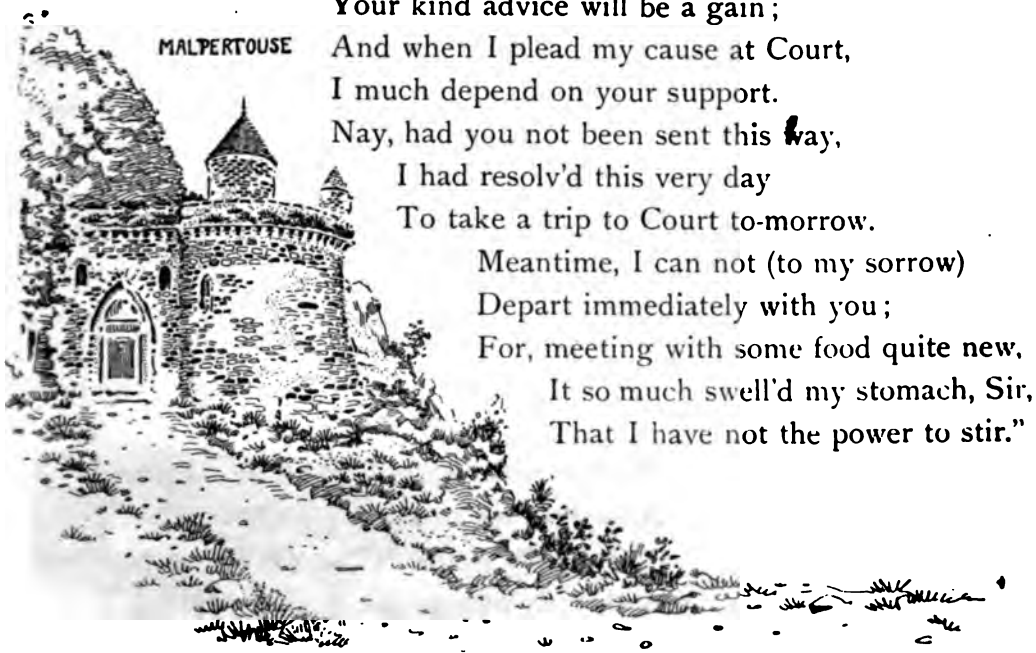 Your kind advice will be a gain;
MALPERTOUSE
And when I plead my cause at Court,
I much depend on your support.
Nay, had you not been sent this way,
I had resolv'd this very day
To take a trip to Court to-morrow.
Meantime, I can not (to my sorrow)
Depart immediately with you;
For, meeting with some food quite new,
It so much swell'd my stomach, Sir,
That I have not the power to stir."